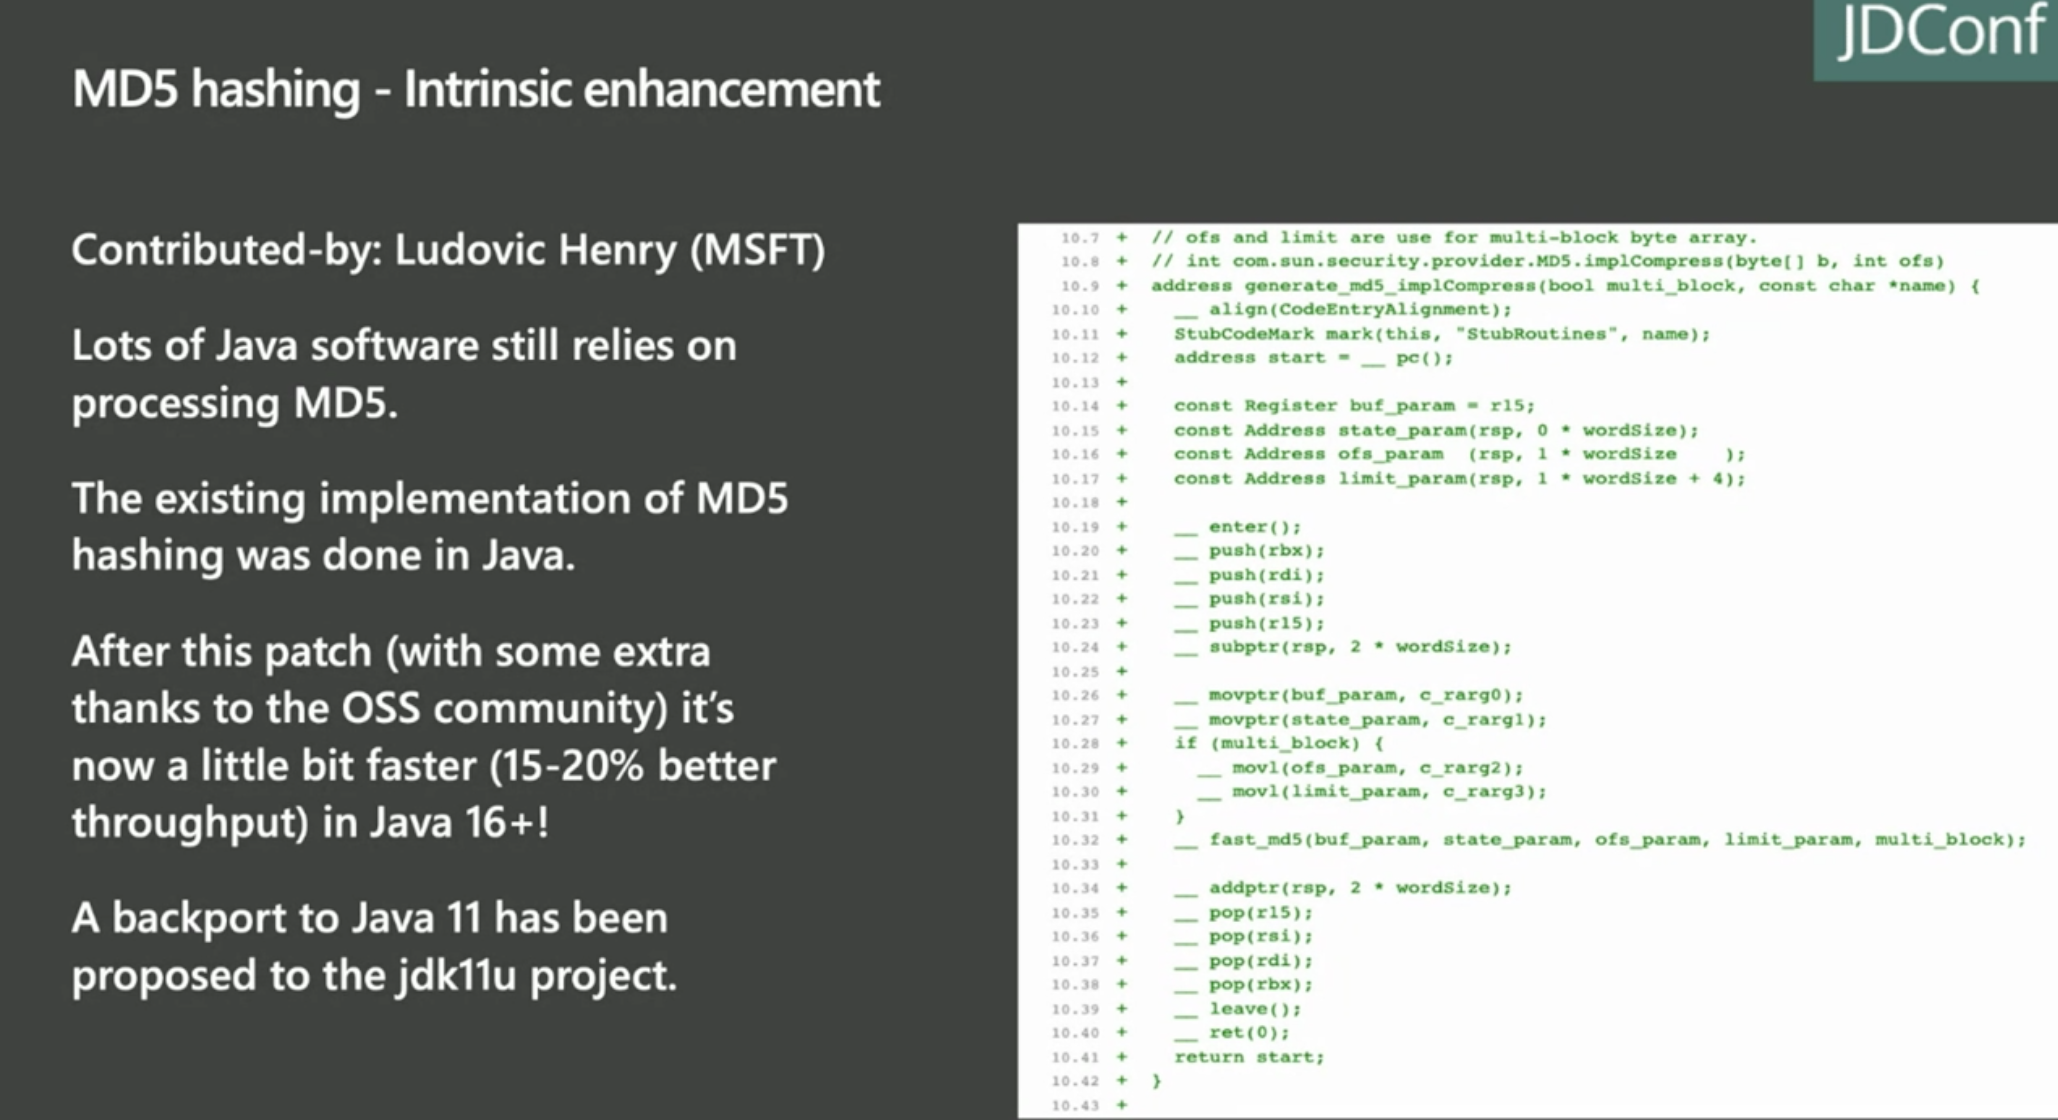 JDConf
MD5 hashing - Intrinsic enhancement
Contributed-by: Ludovic Henry (MSFT)
Lots of Java software still relies on
processing MD5.
The existing implementation of MD5
hashing was done in Java.
After this patch (with some extra
thanks to the OSS community) it's
now a little bit faster (15-20% better
throughput) in Java 16+!
A backport to Java 11 has been
proposed to the jdk11u project.
10.7 + // ofs and limit are use for multi-block byte array.
10.8 + // int com.sun.security.provider.MD5.implCompress(byte[] b, int ofs)
10.9 + address generate_md5_implCompress(bool multi_block, const char *name) {
10.10 + __ align(CodeEntryAlignment);
10.11 + StubCodeMark mark(this, "StubRoutines", name);
10.12 + address start = __ pc();
10.13 +
10.14 + const Register buf_param = r15;
10.15 + const Address state_param(rsp, 0 * wordSize);
10.16 + const Address ofs_param (rsp, 1 * wordSize );
10.17 + const Address limit_param(rsp, 1 * wordSize + 4);
10.18 +
10.19 + __ enter();
10.20 + __ push(rbx);
10.21 + __ push(rdi);
10.22 + __ push(rsi);
10.23 + __ push(r15);
10.24 + __ subptr(rsp, 2 * wordSize);
10.25 +
10.26 + __ movptr(buf_param, c_rarg0);
10.27 + __ movptr(state_param, c_rarg1);
10.28 + if (multi_block) {
10.29 + __ movl(ofs_param, c_rarg2);
10.30 + __ movl(limit_param, c_rarg3);
10.31 + }
10.32 + __ fast_md5(buf_param, state_param, ofs_param, limit_param, multi_block);
10.33 +
10.34 + __ addptr(rsp, 2 * wordSize);
10.35 + __ pop(r15);
10.36 + __ pop(rsi);
10.37 + __ pop(rdi);
10.38 + __ pop(rbx);
10.39 + __ leave();
10.40 + __ ret(0);
10.41 + return start;
10.42 + }
10.43 +